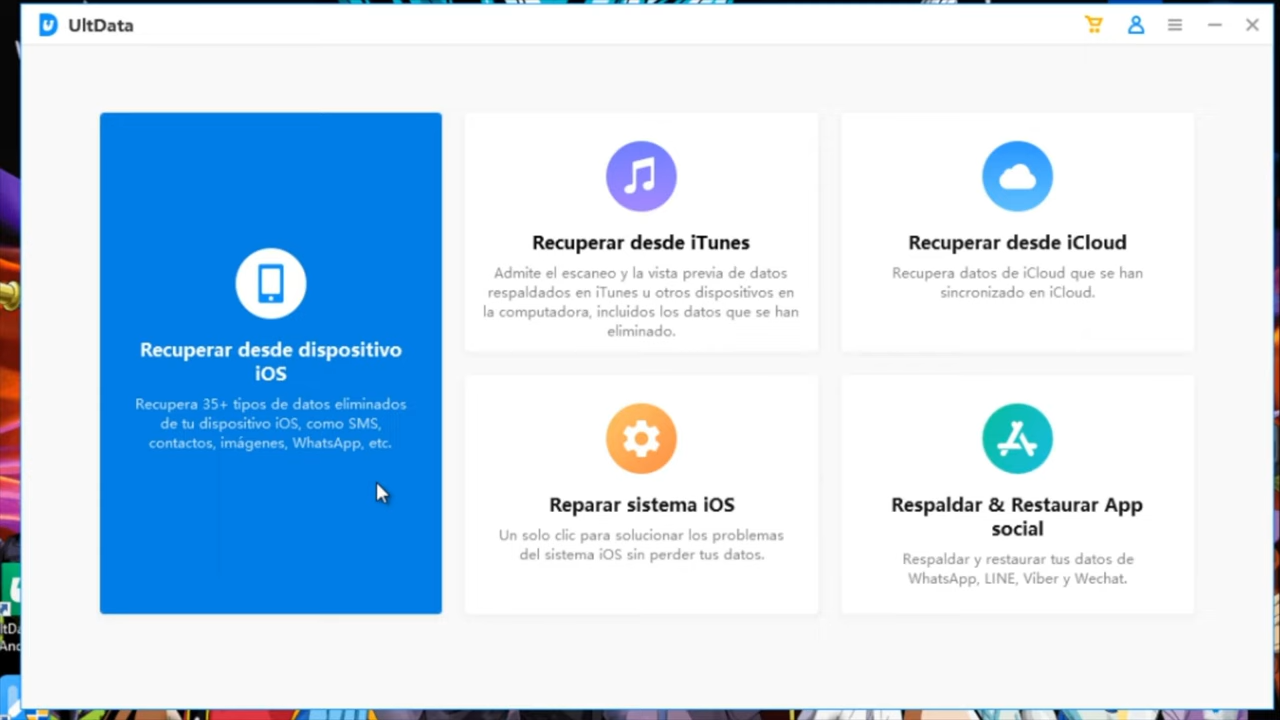 UltData
Recuperar desde dispositivo
iOS
Recupera 35+ tipos de datos eliminados
de tu dispositivo iOS, como SMS,
contactos, imágenes, WhatsApp, etc.
Recuperar desde iTunes
Admite el escaneo y la vista previa de datos
respaldados en iTunes u otros dispositivos en
la computadora, incluidos los datos que se han
eliminado.
Recuperar desde iCloud
Recupera datos de iCloud que se han
sincronizado en iCloud.
Reparar sistema iOS
Un solo clic para solucionar los problemas
del sistema iOS sin perder tus datos.
Respaldar & Restaurar App
social
Respaldar y restaurar tus datos de
WhatsApp, LINE, Viber y Wechat.